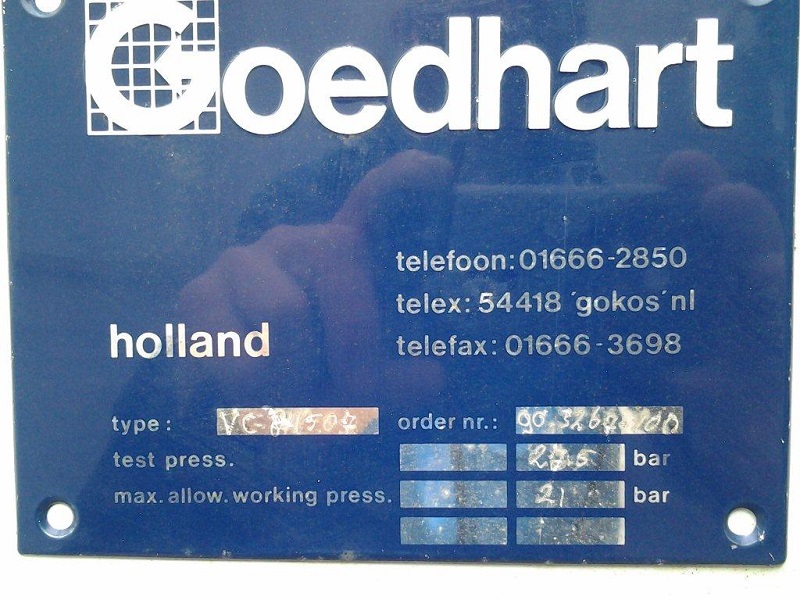 Goedhart
telefoon: 01666-2850
telex: 54418 'gokos' nl
holland
telefax: 01666-3698
type:
order nr.:
test press. bar
max. allow. working press. 21 bar